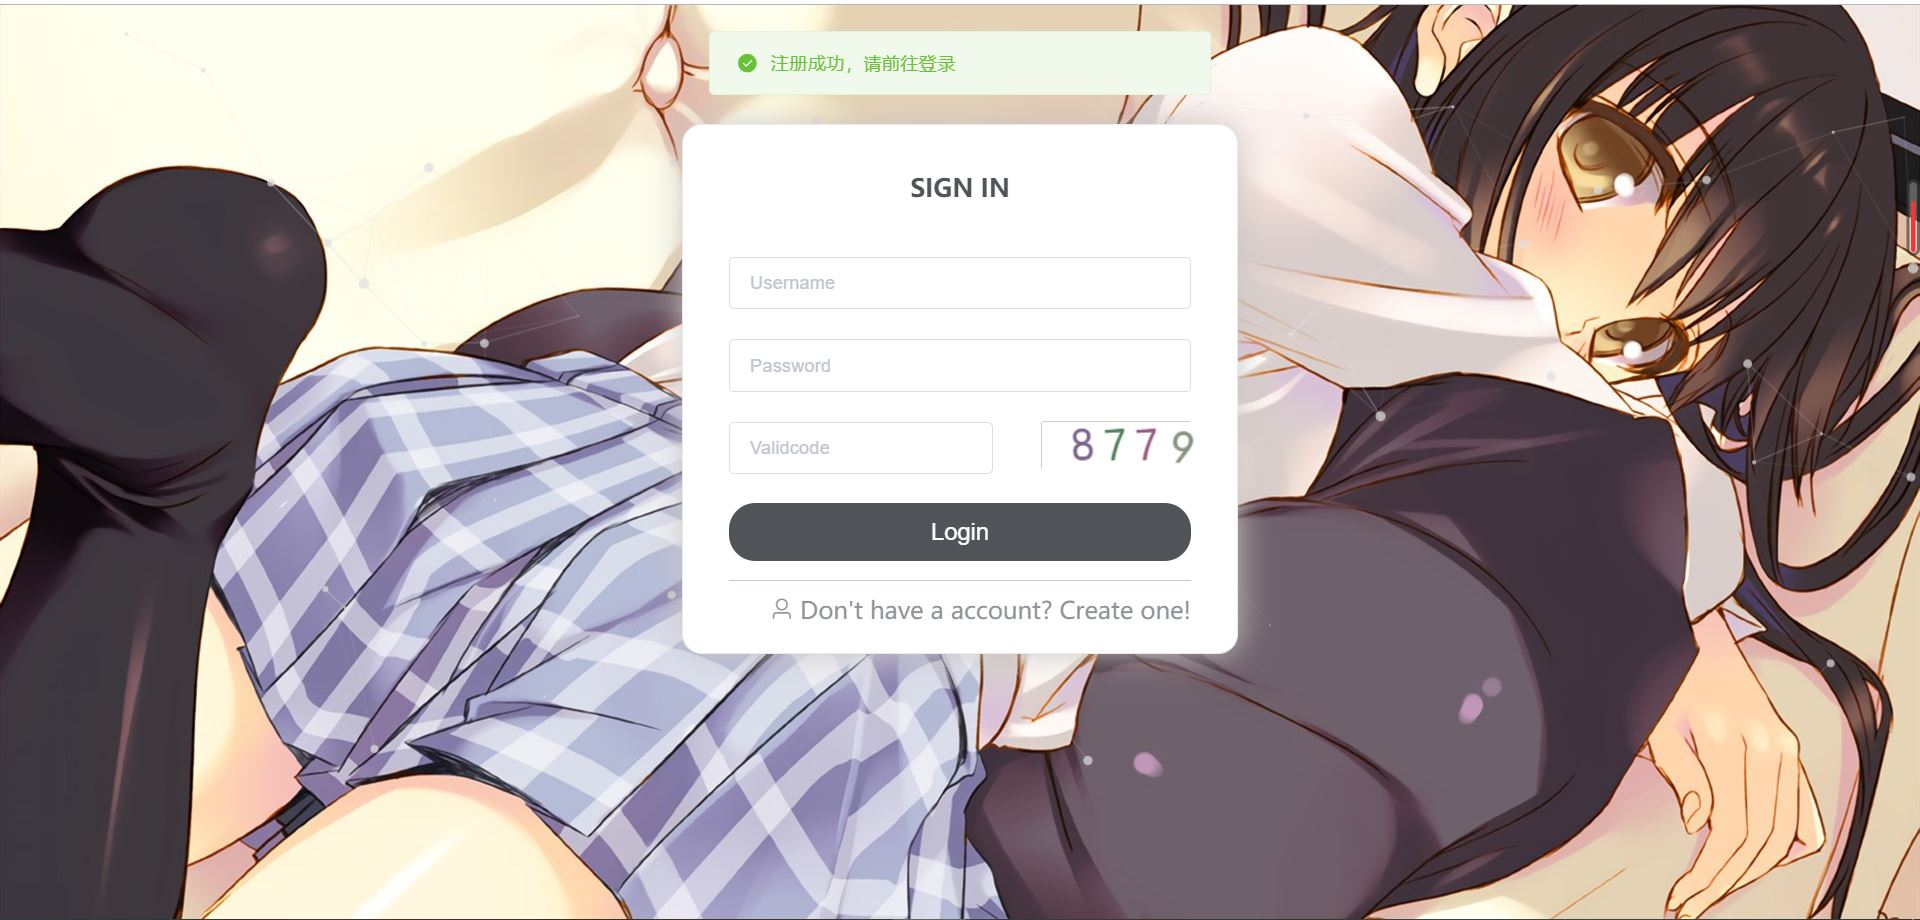 注册成功，请前往登录
SIGN IN
Username
Password
Validcode
8779
Login
Don't have a account? Create one!